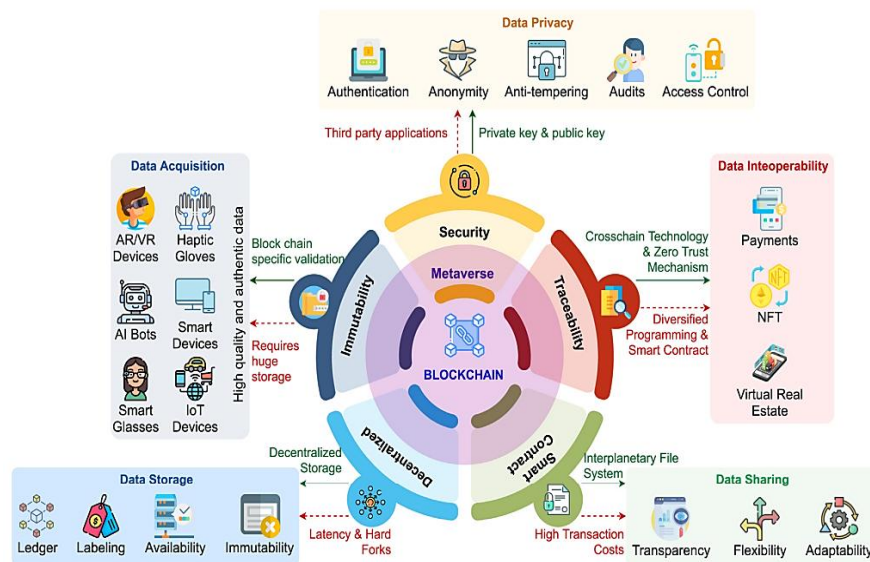 Data Privacy
Authentication
Anonymity
Anti-tempering
Audits
Access Control
Third party applications
Private key & public key
Data Acquisition
AR/VR
Devices
Haptic
Gloves
AI Bots
Smart
Devices
Smart
Glasses
IoT
Devices
High quality and authentic data
Block chain
specific validation
Requires
huge
storage
Data Inteoperability
Payments
NFT
NFT
Virtual Real
Estate
Crosschain Technology
& Zero Trust
Mechanism
Diversified
Programming &
Smart Contract
Security
Metaverse
Immutability
Traceability
BLOCKCHAIN
Decentralized
Smart
Contract
Decentralized
Storage
Latency & Hard
Forks
Interplanetary File
System
High Transaction
Costs
Data Storage
Ledger
Labeling
Availability
Immutability
Data Sharing
Transparency
Flexibility
Adaptability